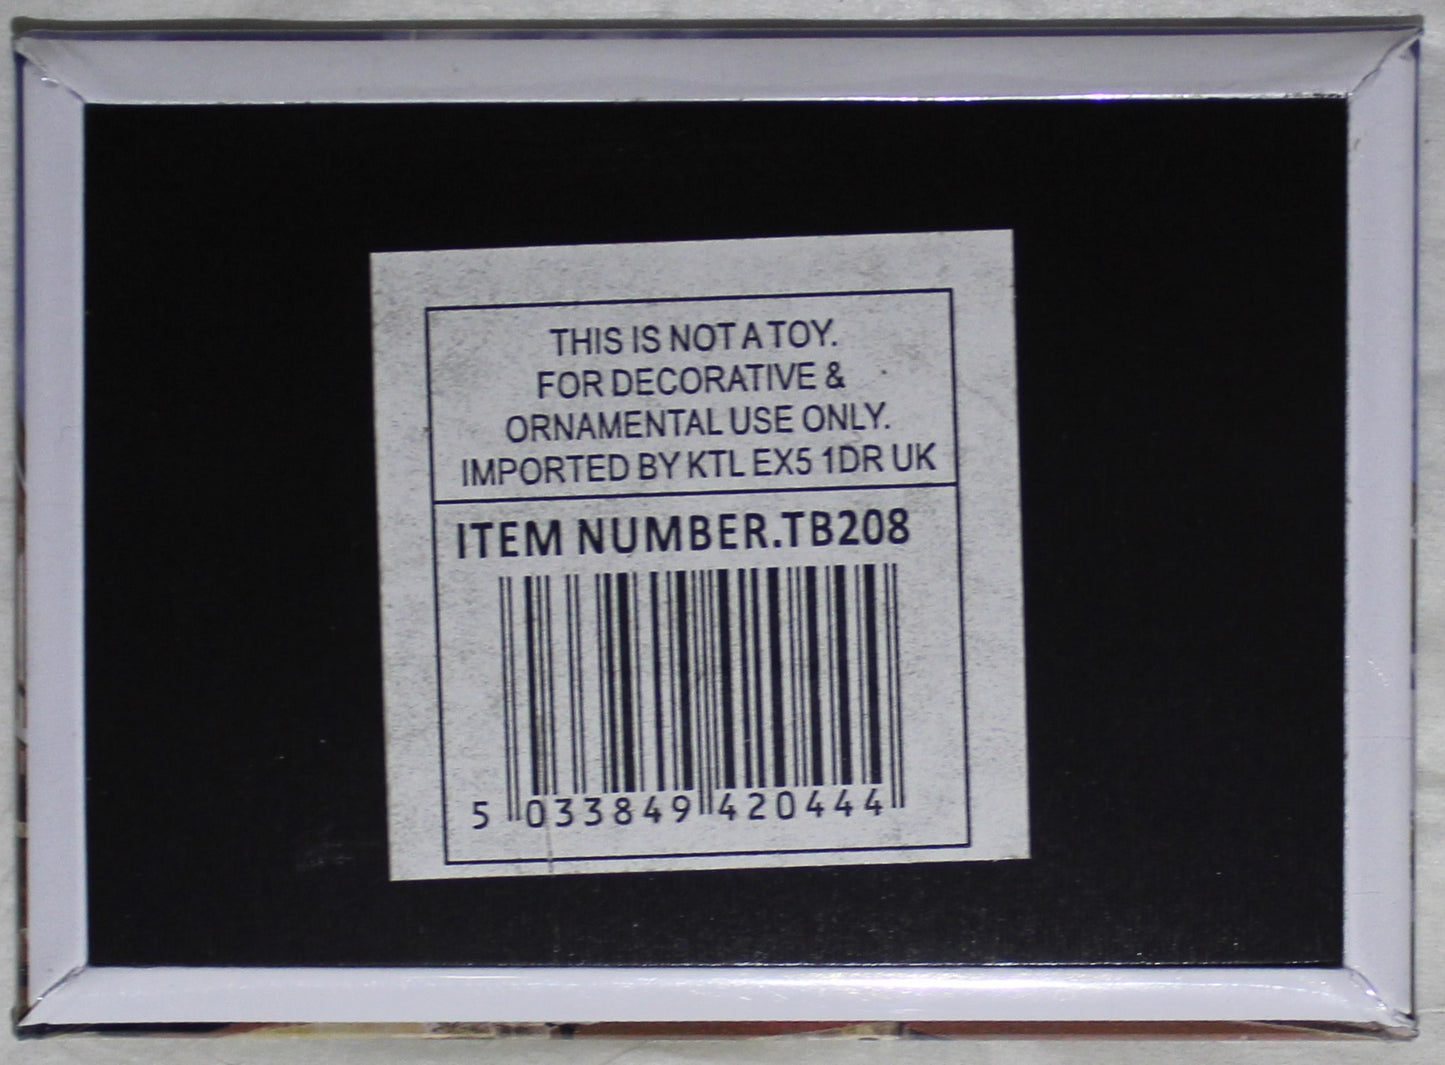 THIS IS NOT A TOY.
FOR DECORATIVE &
ORNAMENTAL USE ONLY.
IMPORTED BY KTL EX5 1DR UK
ITEM NUMBER.TB208
5 033849 420444